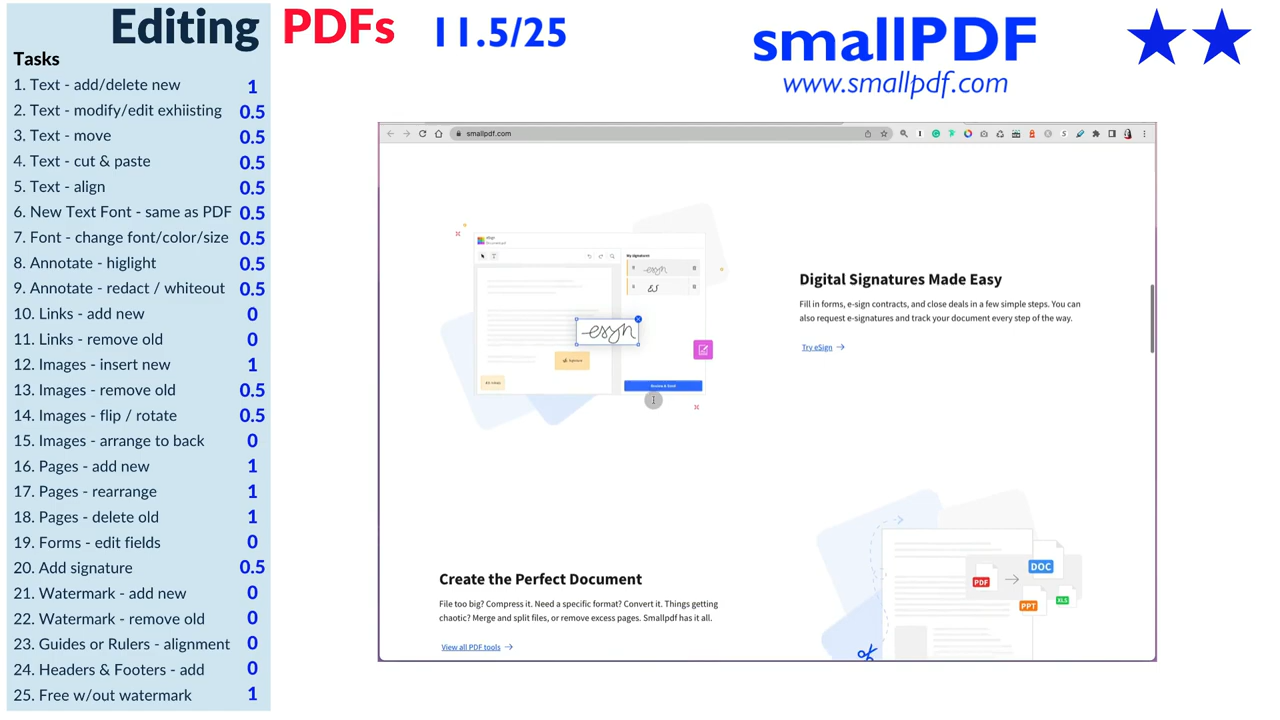 Editing PDFs 11.5/25
smallPDF
www.smallpdf.com
Tasks
1. Text - add/delete new 1
2. Text - modify/edit exhiisting 0.5
3. Text - move 0.5
4. Text - cut & paste 0.5
5. Text - align 0.5
6. New Text Font - same as PDF 0.5
7. Font - change font/color/size 0.5
8. Annotate - higlight 0.5
9. Annotate - redact / whiteout 0.5
10. Links - add new 0
11. Links - remove old 0
12. Images - insert new 1
13. Images - remove old 0.5
14. Images - flip / rotate 0.5
15. Images - arrange to back 0
16. Pages - add new 1
17. Pages - rearrange 1
18. Pages - delete old 1
19. Forms - edit fields 0
20. Add signature 0.5
21. Watermark - add new 0
22. Watermark - remove old 0
23. Guides or Rulers - alignment 0
24. Headers & Footers - add 0
25. Free w/out watermark 1
smallpdf.com
My Signature
esyn
Signature
Review & Send
Digital Signatures Made Easy
Fill in forms, e-sign contracts, and close deals in a few simple steps. You can
also request e-signatures and track your document every step of the way.
Try eSign
Create the Perfect Document
File too big? Compress it. Need a specific format? Convert it. Things getting
chaotic? Merge and split files, or remove excess pages. Smallpdf has it all.
View all PDF tools
PDF
DOC
PPT
XLS